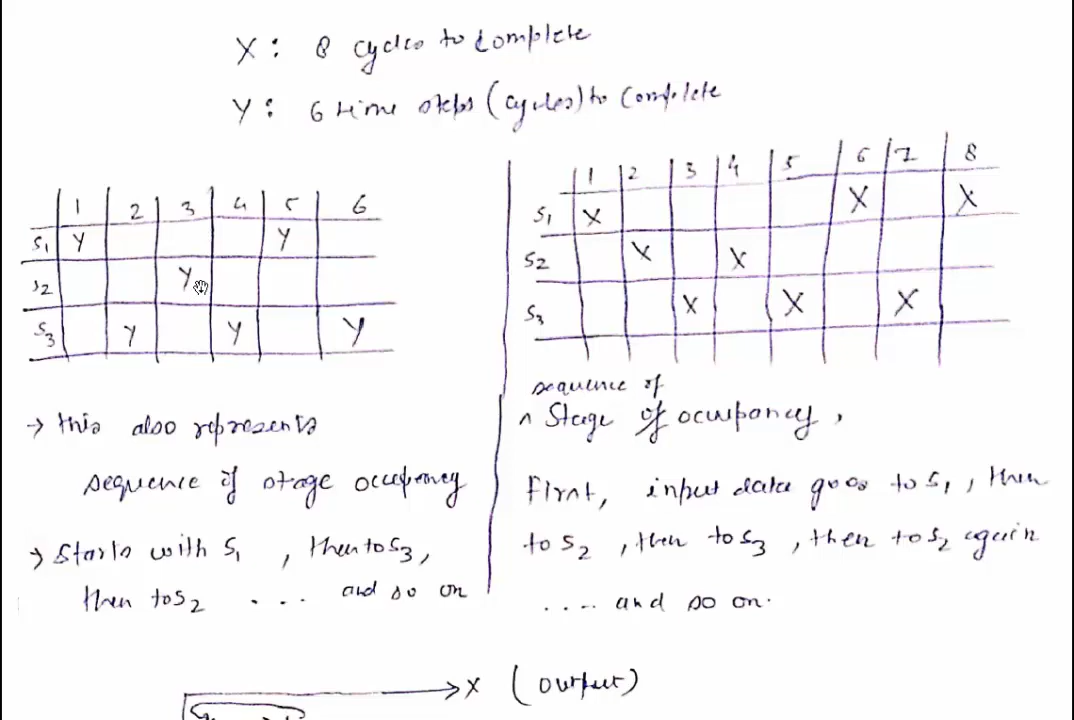 X : 8 cycles to complete
Y : 6 time steps (cycles) to complete
1 2 3 4 5 6
S1 Y Y
S2 Y
S3 Y Y Y
→ this also represents
sequence of stage occupancy
→ starts with S1 , then to S3 ,
then to S2 .... and so on
1 2 3 4 5 6 7 8
S1 X X X
S2 X X
S3 X X X
sequence of
^ Stage of occupancy ,
First, input data goes to S1 , then
to S2 , then to S3 , then to S2 again
.... and so on.
→ X (output)